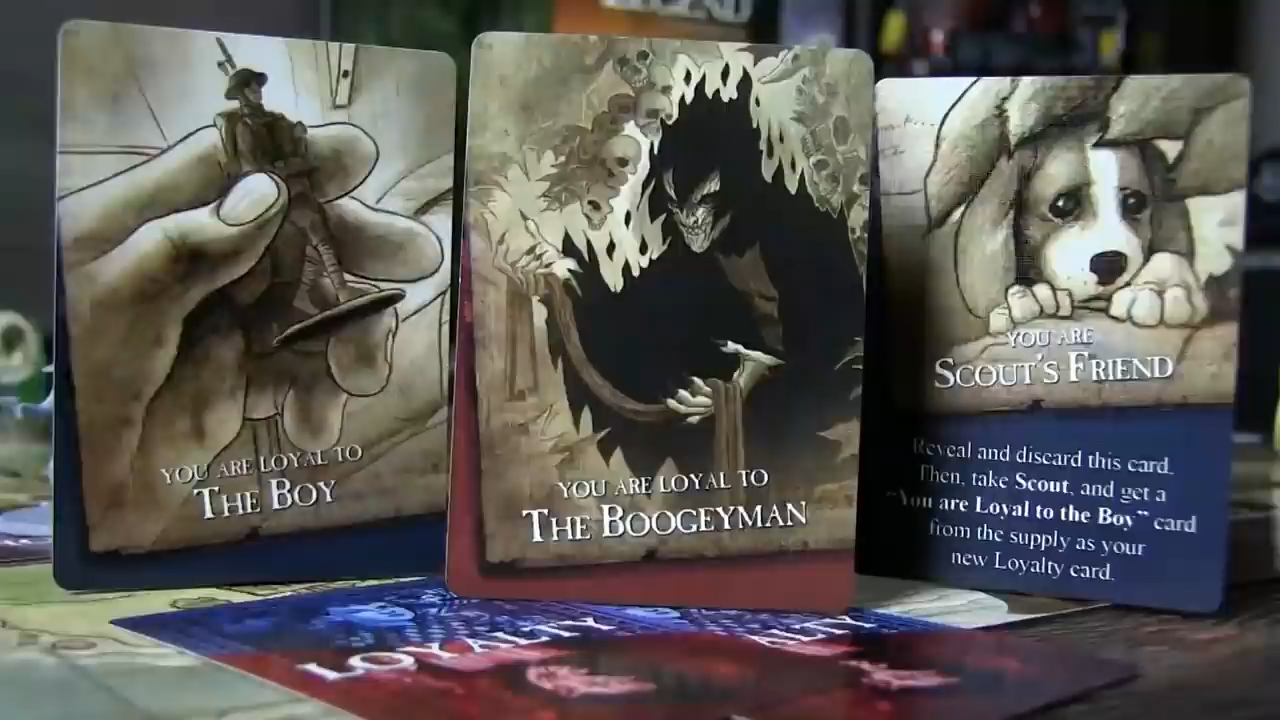 YOU ARE LOYAL TO
THE BOY
YOU ARE LOYAL TO
THE BOOGEYMAN
YOU ARE
SCOUT'S FRIEND
Reveal and discard this card.
Then, take Scout, and get a
"You are Loyal to the Boy" card
from the supply as your
new Loyalty card.
LOYALTY
ALTY